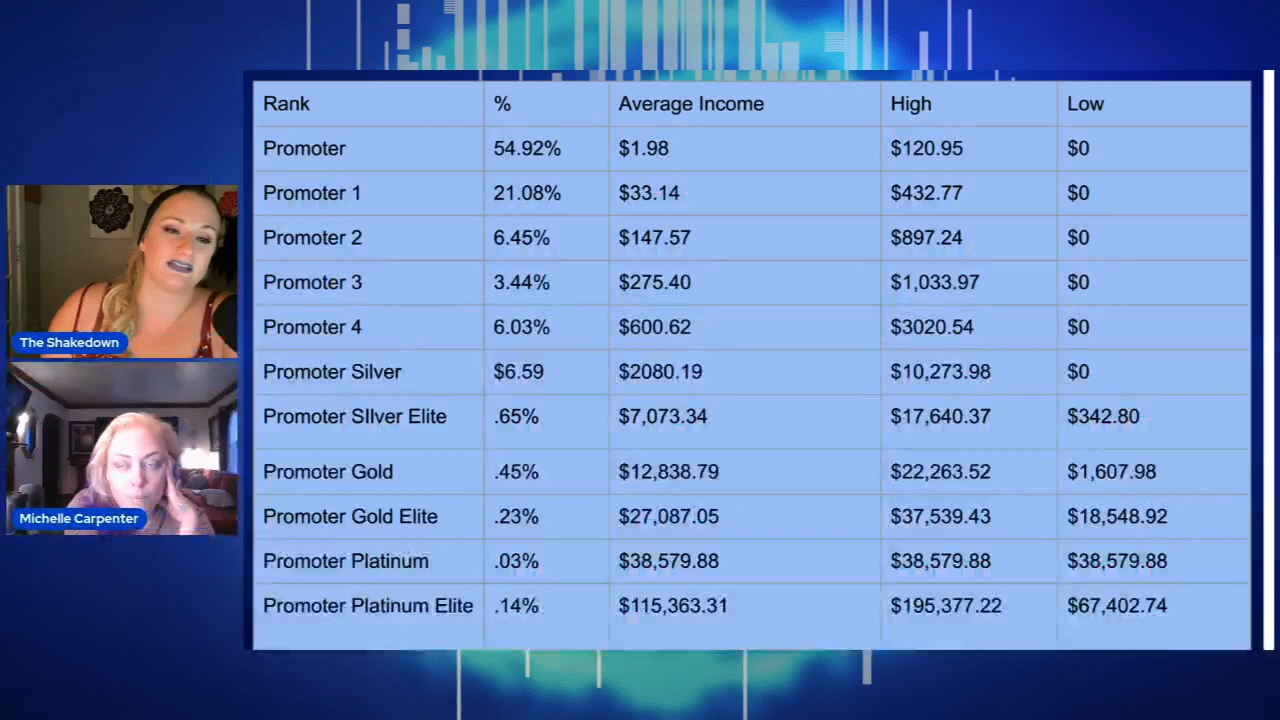 Rank % Average Income High Low
Promoter 54.92% $1.98 $120.95 $0
Promoter 1 21.08% $33.14 $432.77 $0
Promoter 2 6.45% $147.57 $897.24 $0
Promoter 3 3.44% $275.40 $1,033.97 $0
Promoter 4 6.03% $600.62 $3020.54 $0
Promoter Silver $6.59 $2080.19 $10,273.98 $0
Promoter SIlver Elite .65% $7,073.34 $17,640.37 $342.80
Promoter Gold .45% $12,838.79 $22,263.52 $1,607.98
Promoter Gold Elite .23% $27,087.05 $37,539.43 $18,548.92
Promoter Platinum .03% $38,579.88 $38,579.88 $38,579.88
Promoter Platinum Elite .14% $115,363.31 $195,377.22 $67,402.74
The Shakedown
Michelle Carpenter